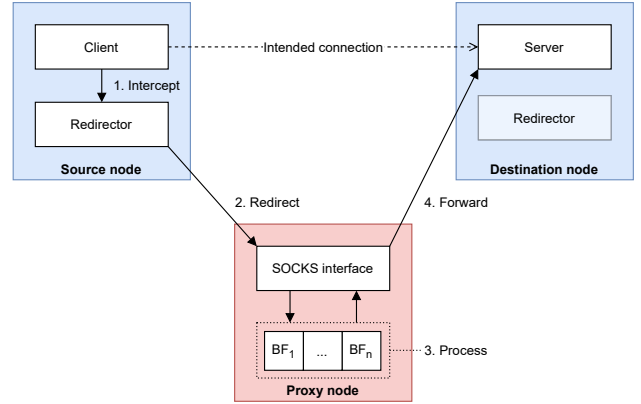 Client
Intended connection
Server
1. Intercept
Redirector
Redirector
Source node
Destination node
2. Redirect
4. Forward
SOCKS interface
BF1 ... BFn
3. Process
Proxy node